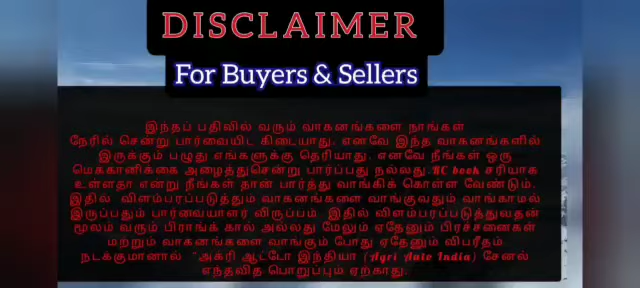 DISCLAIMER
For Buyers & Sellers
இந்தப் பதிவில் வரும் வாகனங்களை நாங்கள்
நேரில் சென்று பார்வையிட கிடையாது. எனவே இந்த வாகனங்களில்
இருக்கும் பழுது எங்களுக்கு தெரியாது. எனவே நீங்கள் ஒரு
மெக்கானிக்கை அழைத்துசென்று பார்ப்பது நல்லது.RC book சரியாக
உள்ளதா என்று நீங்கள் தான் பார்த்து வாங்கிக் கொள்ள வேண்டும்.
இதில் விளம்பரப்படுத்தும் வாகனங்களை வாங்குவதும் வாங்காமல்
இருப்பதும் பார்வையாளர் விருப்பம். இதில் விளம்பரப்படுத்துவதன்
மூலம் வரும் பிராங்க் கால் அல்லது மேலும் ஏதேனும் பிரச்சனைகள்
மற்றும் வாகனங்களை வாங்கும் போது ஏதேனும் விபரீதம்
நடக்குமானால் "அக்ரி ஆட்டோ இந்தியா (Agri Auto India) சேனல்
எந்தவித பொறுப்பும் ஏற்காது.